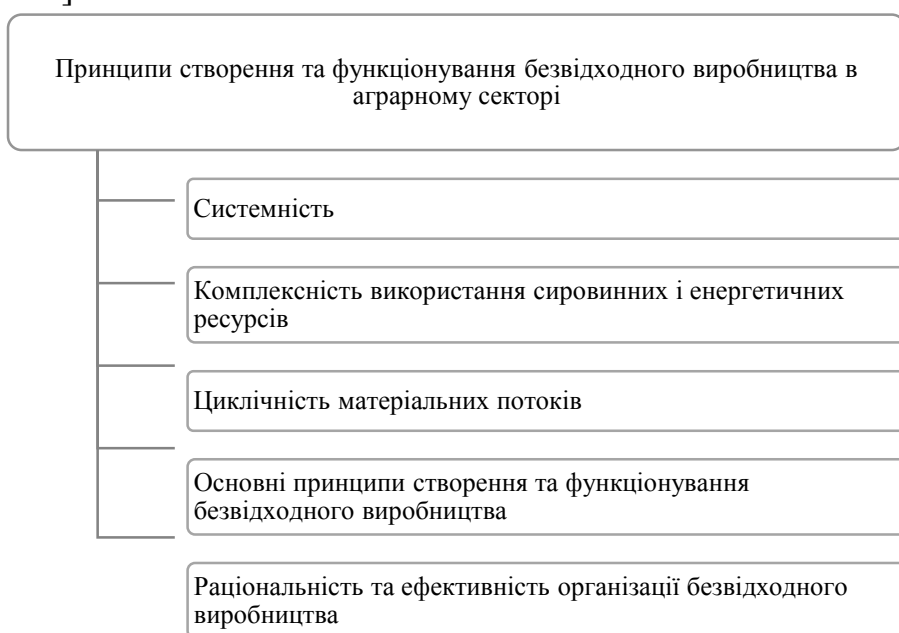 ]
Принципи створення та функціонування безвідходного виробництва в
аграрному секторі
Системність
Комплексність використання сировинних і енергетичних
ресурсів
Циклічність матеріальних потоків
Основні принципи створення та функціонування
безвідходного виробництва
Раціональність та ефективність організації безвідходного
виробництва